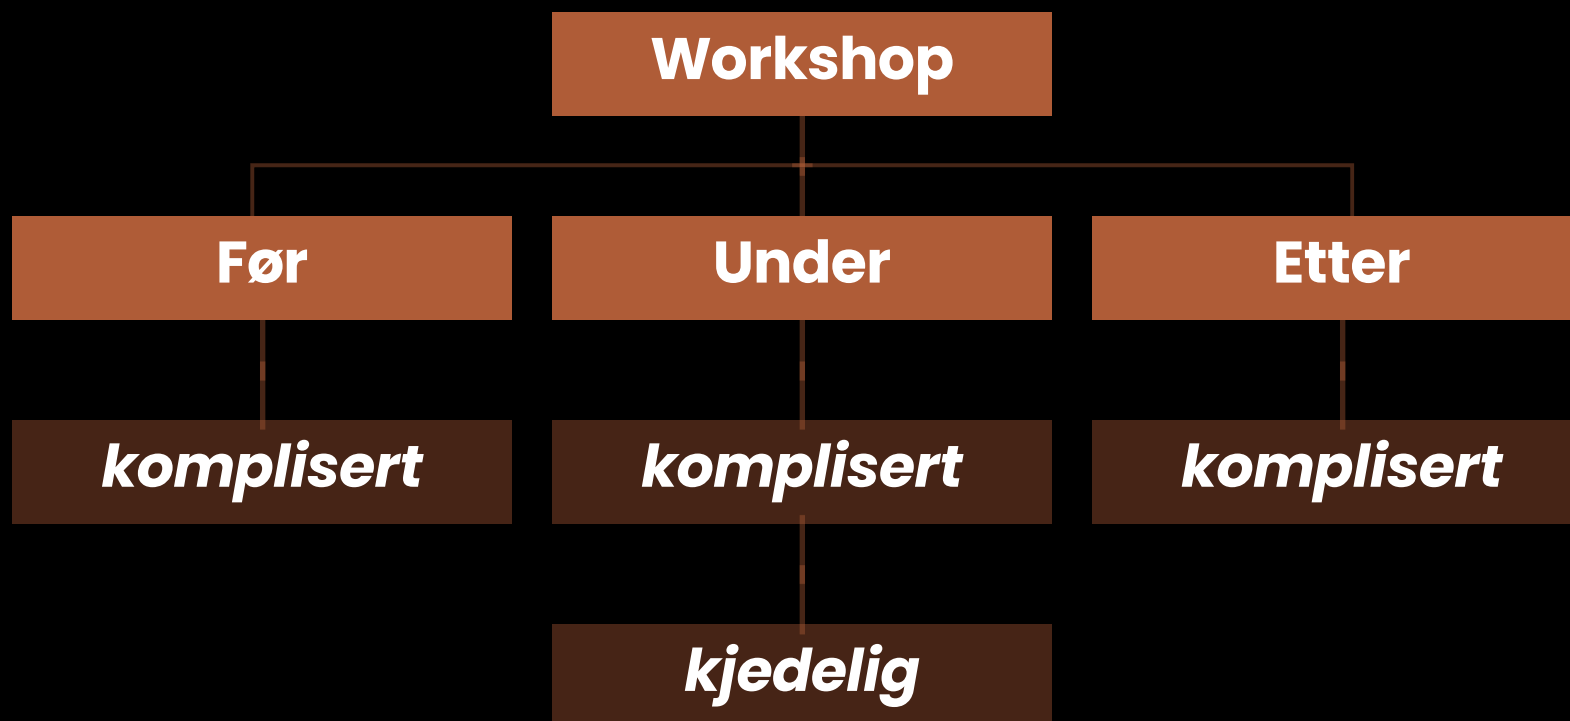 Workshop
Før
Under
Etter
komplisert
komplisert
komplisert
kjedelig